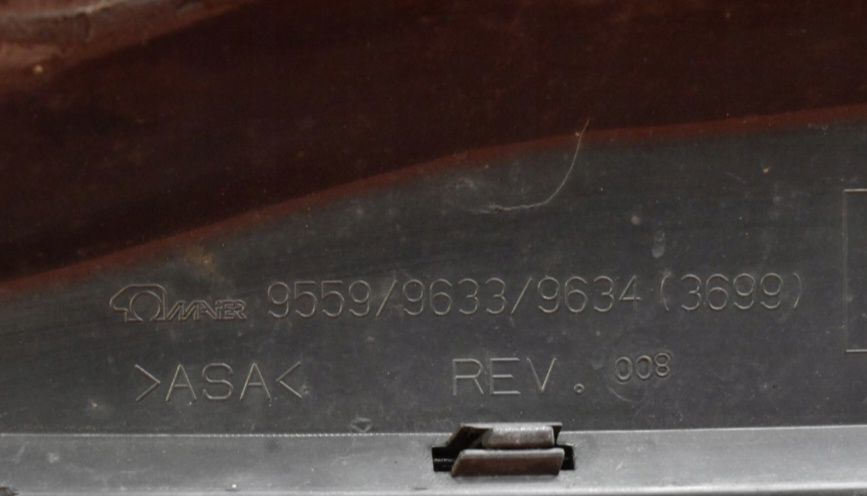 MAIER 9559/9633/9634 (3699)
>ASA< REV. 008